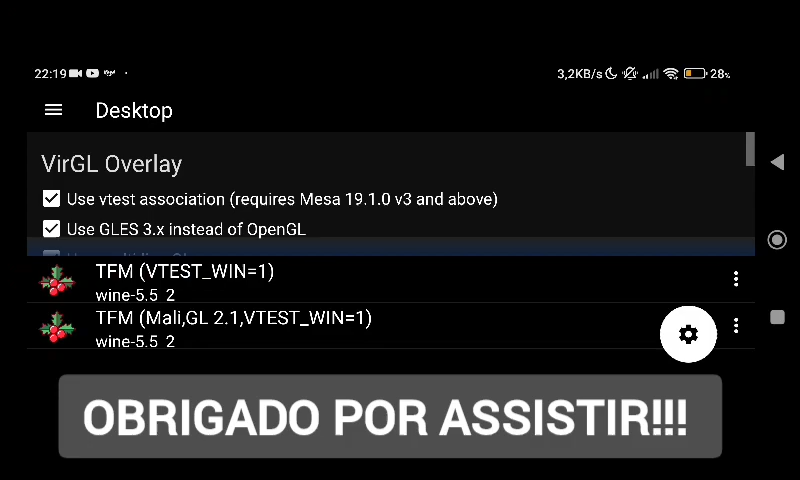 22:19
3,2KB/s
28%
Desktop
VirGL Overlay
Use vtest association (requires Mesa 19.1.0 v3 and above)
Use GLES 3.x instead of OpenGL
TFM (VTEST_WIN=1)
wine-5.5 2
TFM (Mali,GL 2.1,VTEST_WIN=1)
wine-5.5 2
OBRIGADO POR ASSISTIR!!!